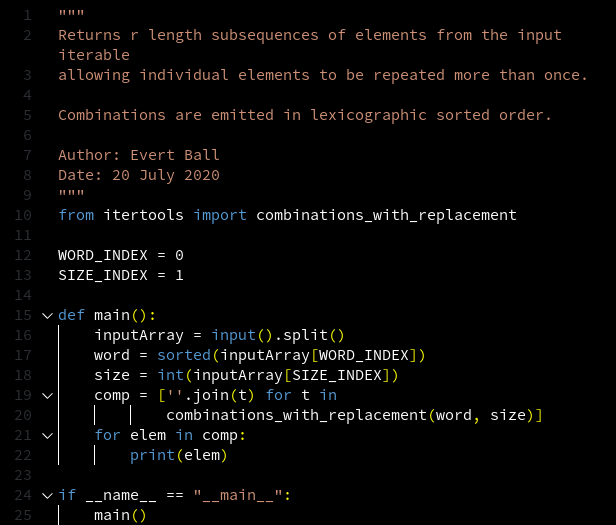 1 """
2 Returns r length subsequences of elements from the input
iterable
3 allowing individual elements to be repeated more than once.
4
5 Combinations are emitted in lexicographic sorted order.
6
7 Author: Evert Ball
8 Date: 20 July 2020
9 """
10 from itertools import combinations_with_replacement
11
12 WORD_INDEX = 0
13 SIZE_INDEX = 1
14
15 def main():
16     inputArray = input().split()
17     word = sorted(inputArray[WORD_INDEX])
18     size = int(inputArray[SIZE_INDEX])
19     comp = [''.join(t) for t in
20             combinations_with_replacement(word, size)]
21     for elem in comp:
22         print(elem)
23
24 if __name__ == "__main__":
25     main()